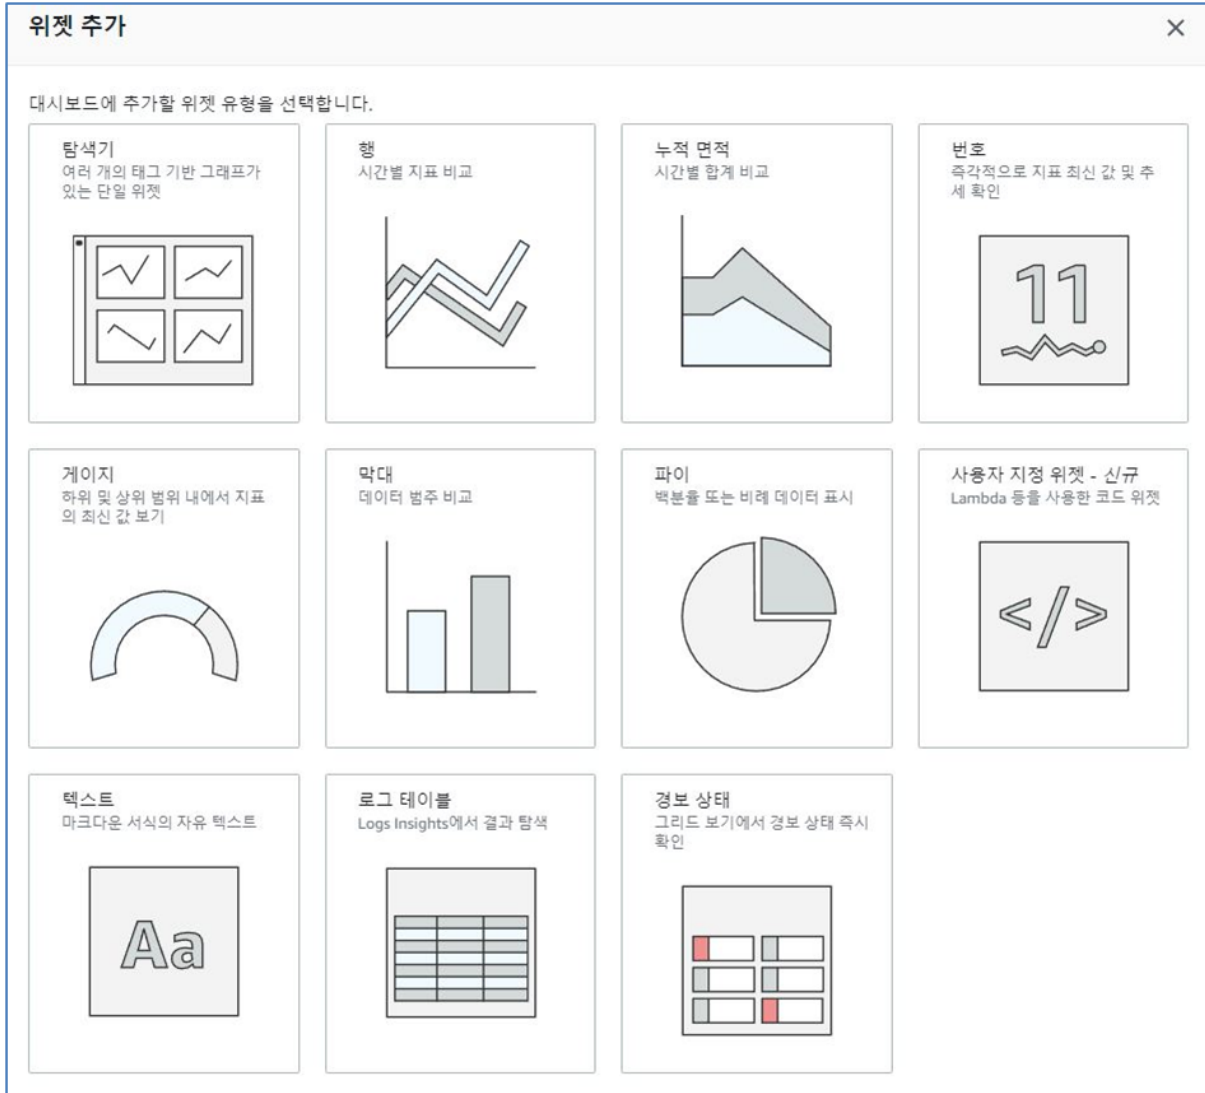 위젯 추가
대시보드에 추가할 위젯 유형을 선택합니다.
탐색기
여러 개의 태그 기반 그래프가
있는 단일 위젯
행
시간별 지표 비교
누적 면적
시간별 합계 비교
번호
즉각적으로 지표 최신 값 및 추
세 확인
11
게이지
하위 및 상위 범위 내에서 지표
의 최신 값 보기
막대
데이터 범주 비교
파이
백분율 또는 비례 데이터 표시
사용자 지정 위젯 - 신규
Lambda 등을 사용한 코드 위젯
</>
텍스트
마크다운 서식의 자유 텍스트
Aa
로그 테이블
Logs Insights에서 결과 탐색
경보 상태
그리드 보기에서 경보 상태 즉시
확인